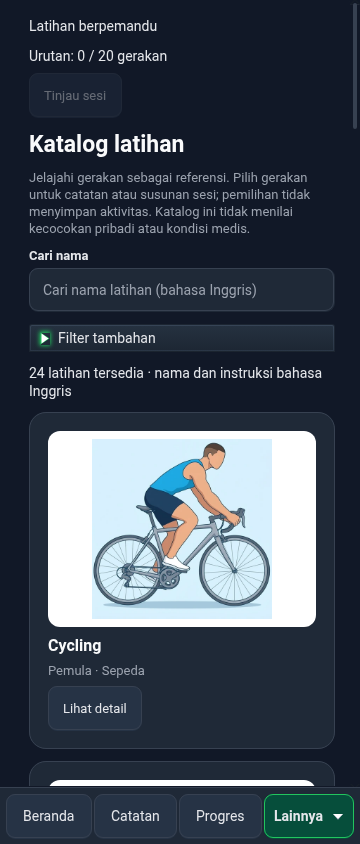 Latihan berpemandu
Urutan: 0 / 20 gerakan
Tinjau sesi
Katalog latihan
Jelajahi gerakan sebagai referensi. Pilih gerakan
untuk catatan atau susunan sesi; pemilihan tidak
menyimpan aktivitas. Katalog ini tidak menilai
kecocokan pribadi atau kondisi medis.
Cari nama
Cari nama latihan (bahasa Inggris)
Filter tambahan
24 latihan tersedia · nama dan instruksi bahasa
Inggris
Cycling
Pemula · Sepeda
Lihat detail
Beranda
Catatan
Progres
Lainnya